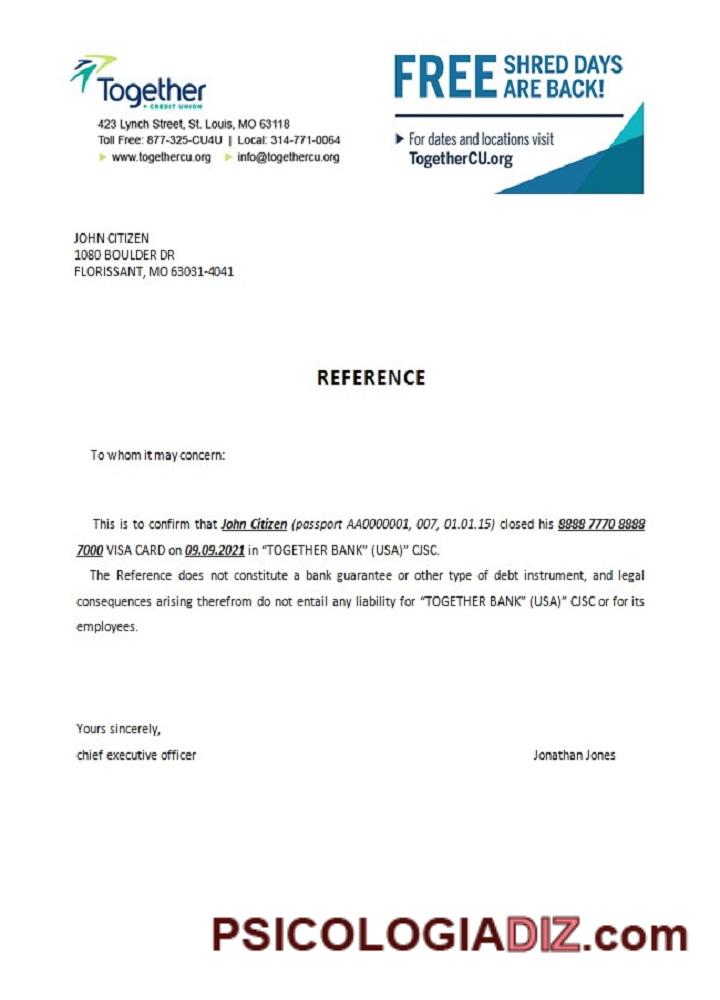 Together
CREDIT UNION
423 Lynch Street, St. Louis, MO 63118
Toll Free: 877-325-CU4U | Local: 314-771-0064
www.togethercu.org info@togethercu.org
FREE SHRED DAYS
ARE BACK!
For dates and locations visit
TogetherCU.org
JOHN CITIZEN
1080 BOULDER DR
FLORISSANT, MO 63031-4041
REFERENCE
To whom it may concern:
This is to confirm that John Citizen (passport AA0000001, 007, 01.01.15) closed his 8888 7770 8888
7000 VISA CARD on 09.09.2021 in “TOGETHER BANK” (USA)” CJSC.
The Reference does not constitute a bank guarantee or other type of debt instrument, and legal
consequences arising therefrom do not entail any liability for “TOGETHER BANK” (USA)” CJSC or for its
employees.
Yours sincerely,
chief executive officer Jonathan Jones
PSICOLOGIADIZ.com